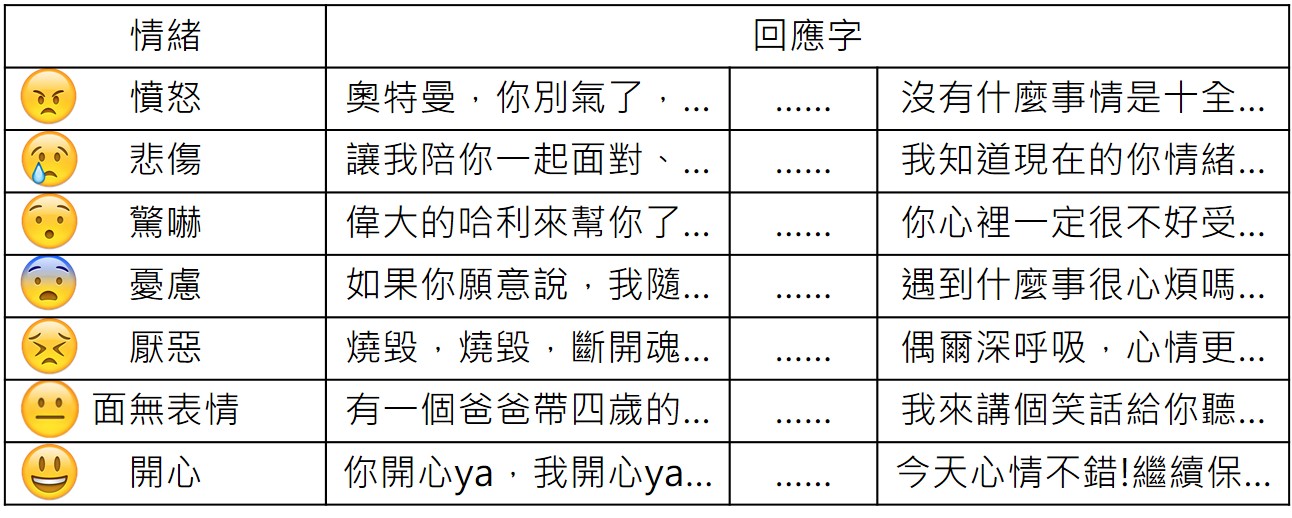 情緒 回應字
憤怒 奧特曼，你別氣了，... ...... 沒有什麼事情是十全...
悲傷 讓我陪你一起面對、... ...... 我知道現在的你情緒...
驚嚇 偉大的哈利來幫你了... ...... 你心裡一定很不好受...
憂慮 如果你願意說，我隨... ...... 遇到什麼事很心煩嗎...
厭惡 燒毀，燒毀，斷開魂... ...... 偶爾深呼吸，心情更...
面無表情 有一個爸爸帶四歲的... ...... 我來講個笑話給你聽...
開心 你開心ya，我開心ya... ...... 今天心情不錯!繼續保...